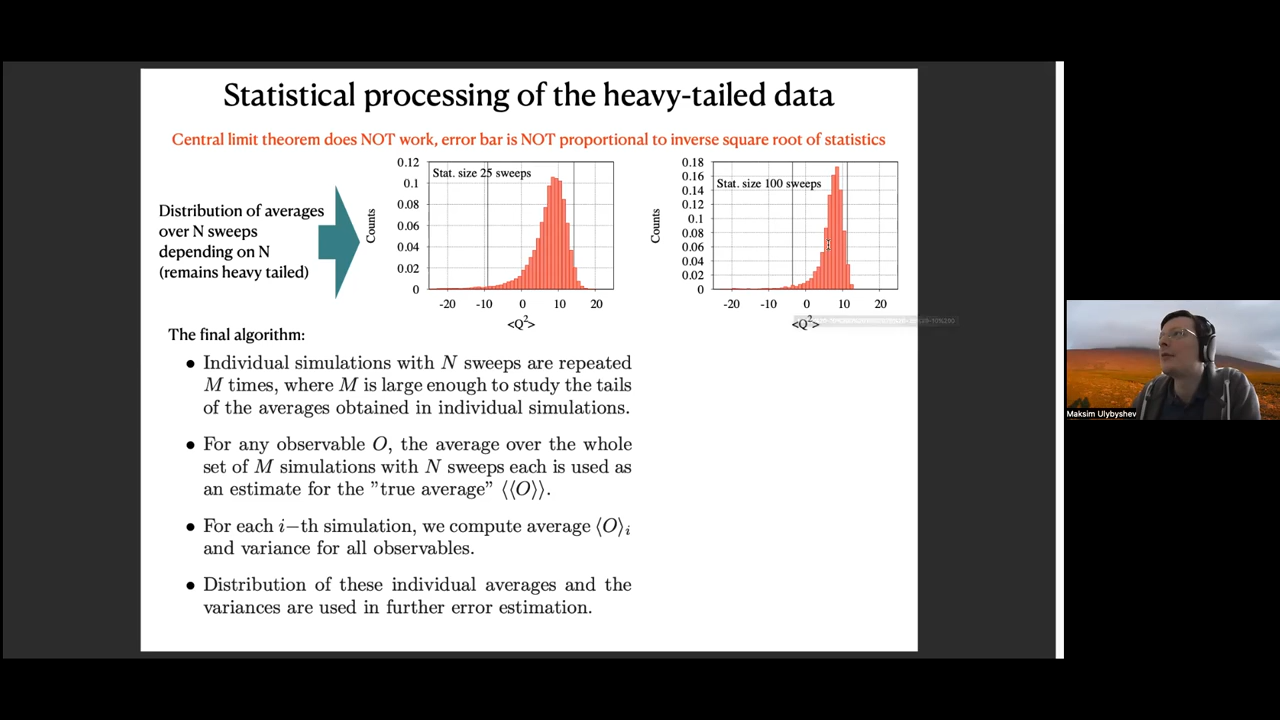 Statistical processing of the heavy-tailed data
Central limit theorem does NOT work, error bar is NOT proportional to inverse square root of statistics
Distribution of averages
over N sweeps
depending on N
(remains heavy tailed)
Counts
0.12
0.1
0.08
0.06
0.04
0.02
0
Stat. size 25 sweeps
-20 -10 0 10 20
<Q²>
Counts
0.18
0.16
0.14
0.12
0.1
0.08
0.06
0.04
0.02
0
Stat. size 100 sweeps
-20 -10 0 10 20
<Q²>
The final algorithm:
• Individual simulations with N sweeps are repeated
M times, where M is large enough to study the tails
of the averages obtained in individual simulations.
• For any observable O, the average over the whole
set of M simulations with N sweeps each is used as
an estimate for the ”true average” ⟨⟨O⟩⟩.
• For each i−th simulation, we compute average ⟨O⟩ᵢ
and variance for all observables.
• Distribution of these individual averages and the
variances are used in further error estimation.
Maksim Ulybyshev